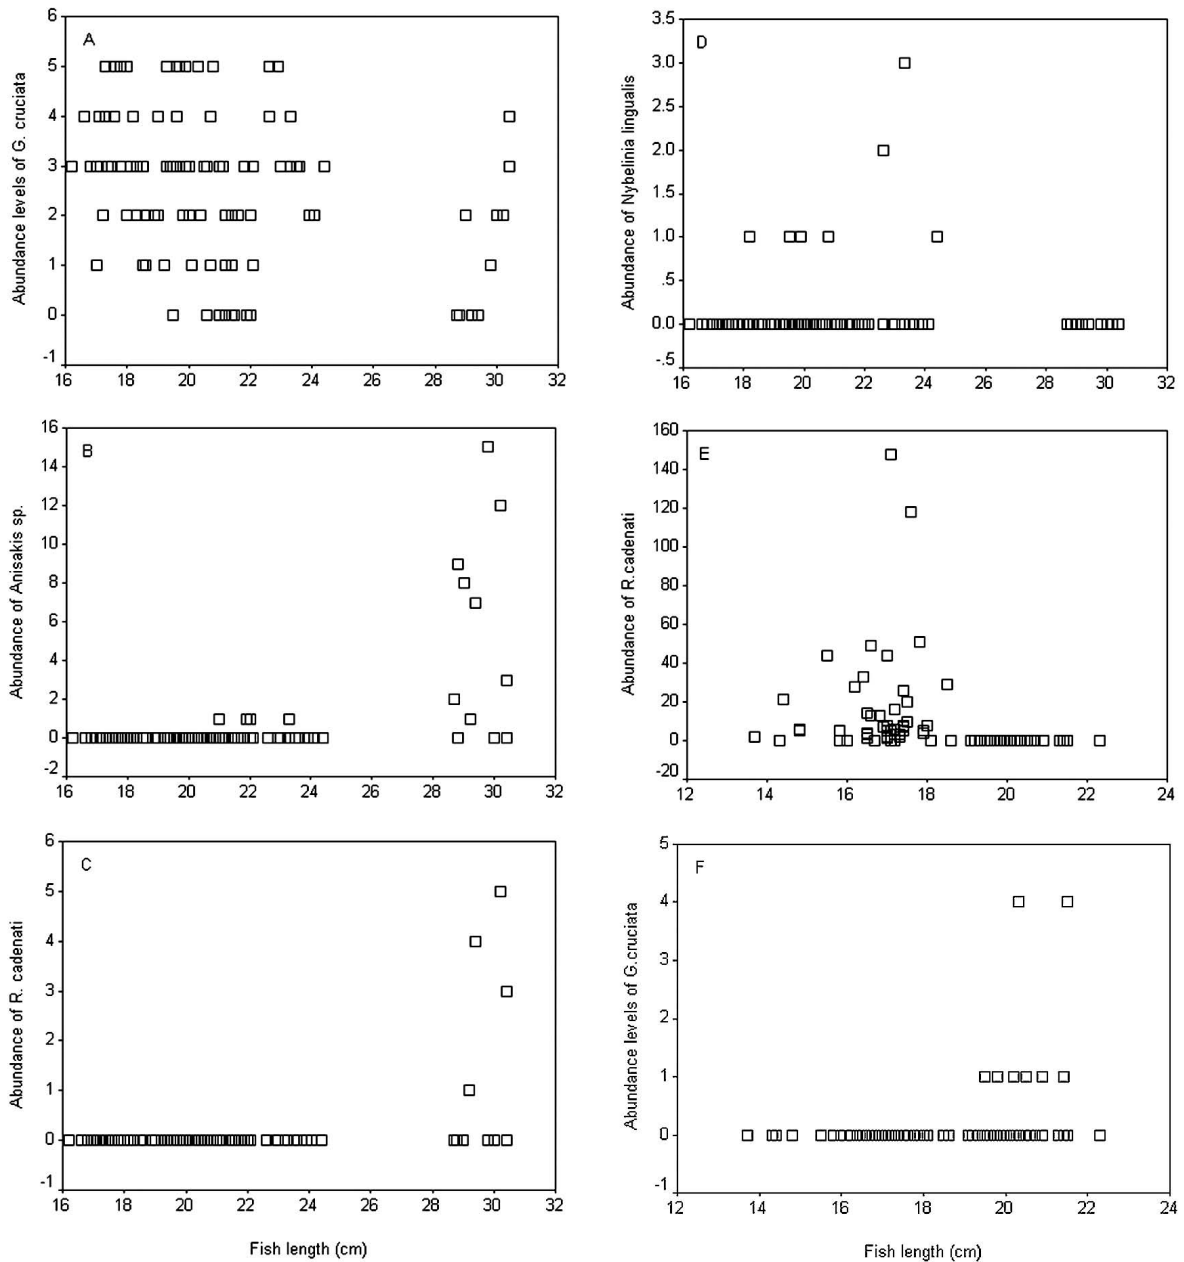 A
Abundance levels of G. cruciata
6
5
4
3
2
1
0
-1
16 18 20 22 24 26 28 30 32
D
Abundance of Nybelinia lingualis
3.5
3.0
2.5
2.0
1.5
1.0
.5
0.0
-.5
16 18 20 22 24 26 28 30 32
B
Abundance of Anisakis sp.
16
14
12
10
8
6
4
2
0
-2
16 18 20 22 24 26 28 30 32
E
Abundance of R.cadenati
160
140
120
100
80
60
40
20
0
-20
12 14 16 18 20 22 24
C
Abundance of R. cadenati
6
5
4
3
2
1
0
-1
16 18 20 22 24 26 28 30 32
Fish length (cm)
F
Abundance levels of G.cruciata
5
4
3
2
1
0
-1
12 14 16 18 20 22 24
Fish length (cm)